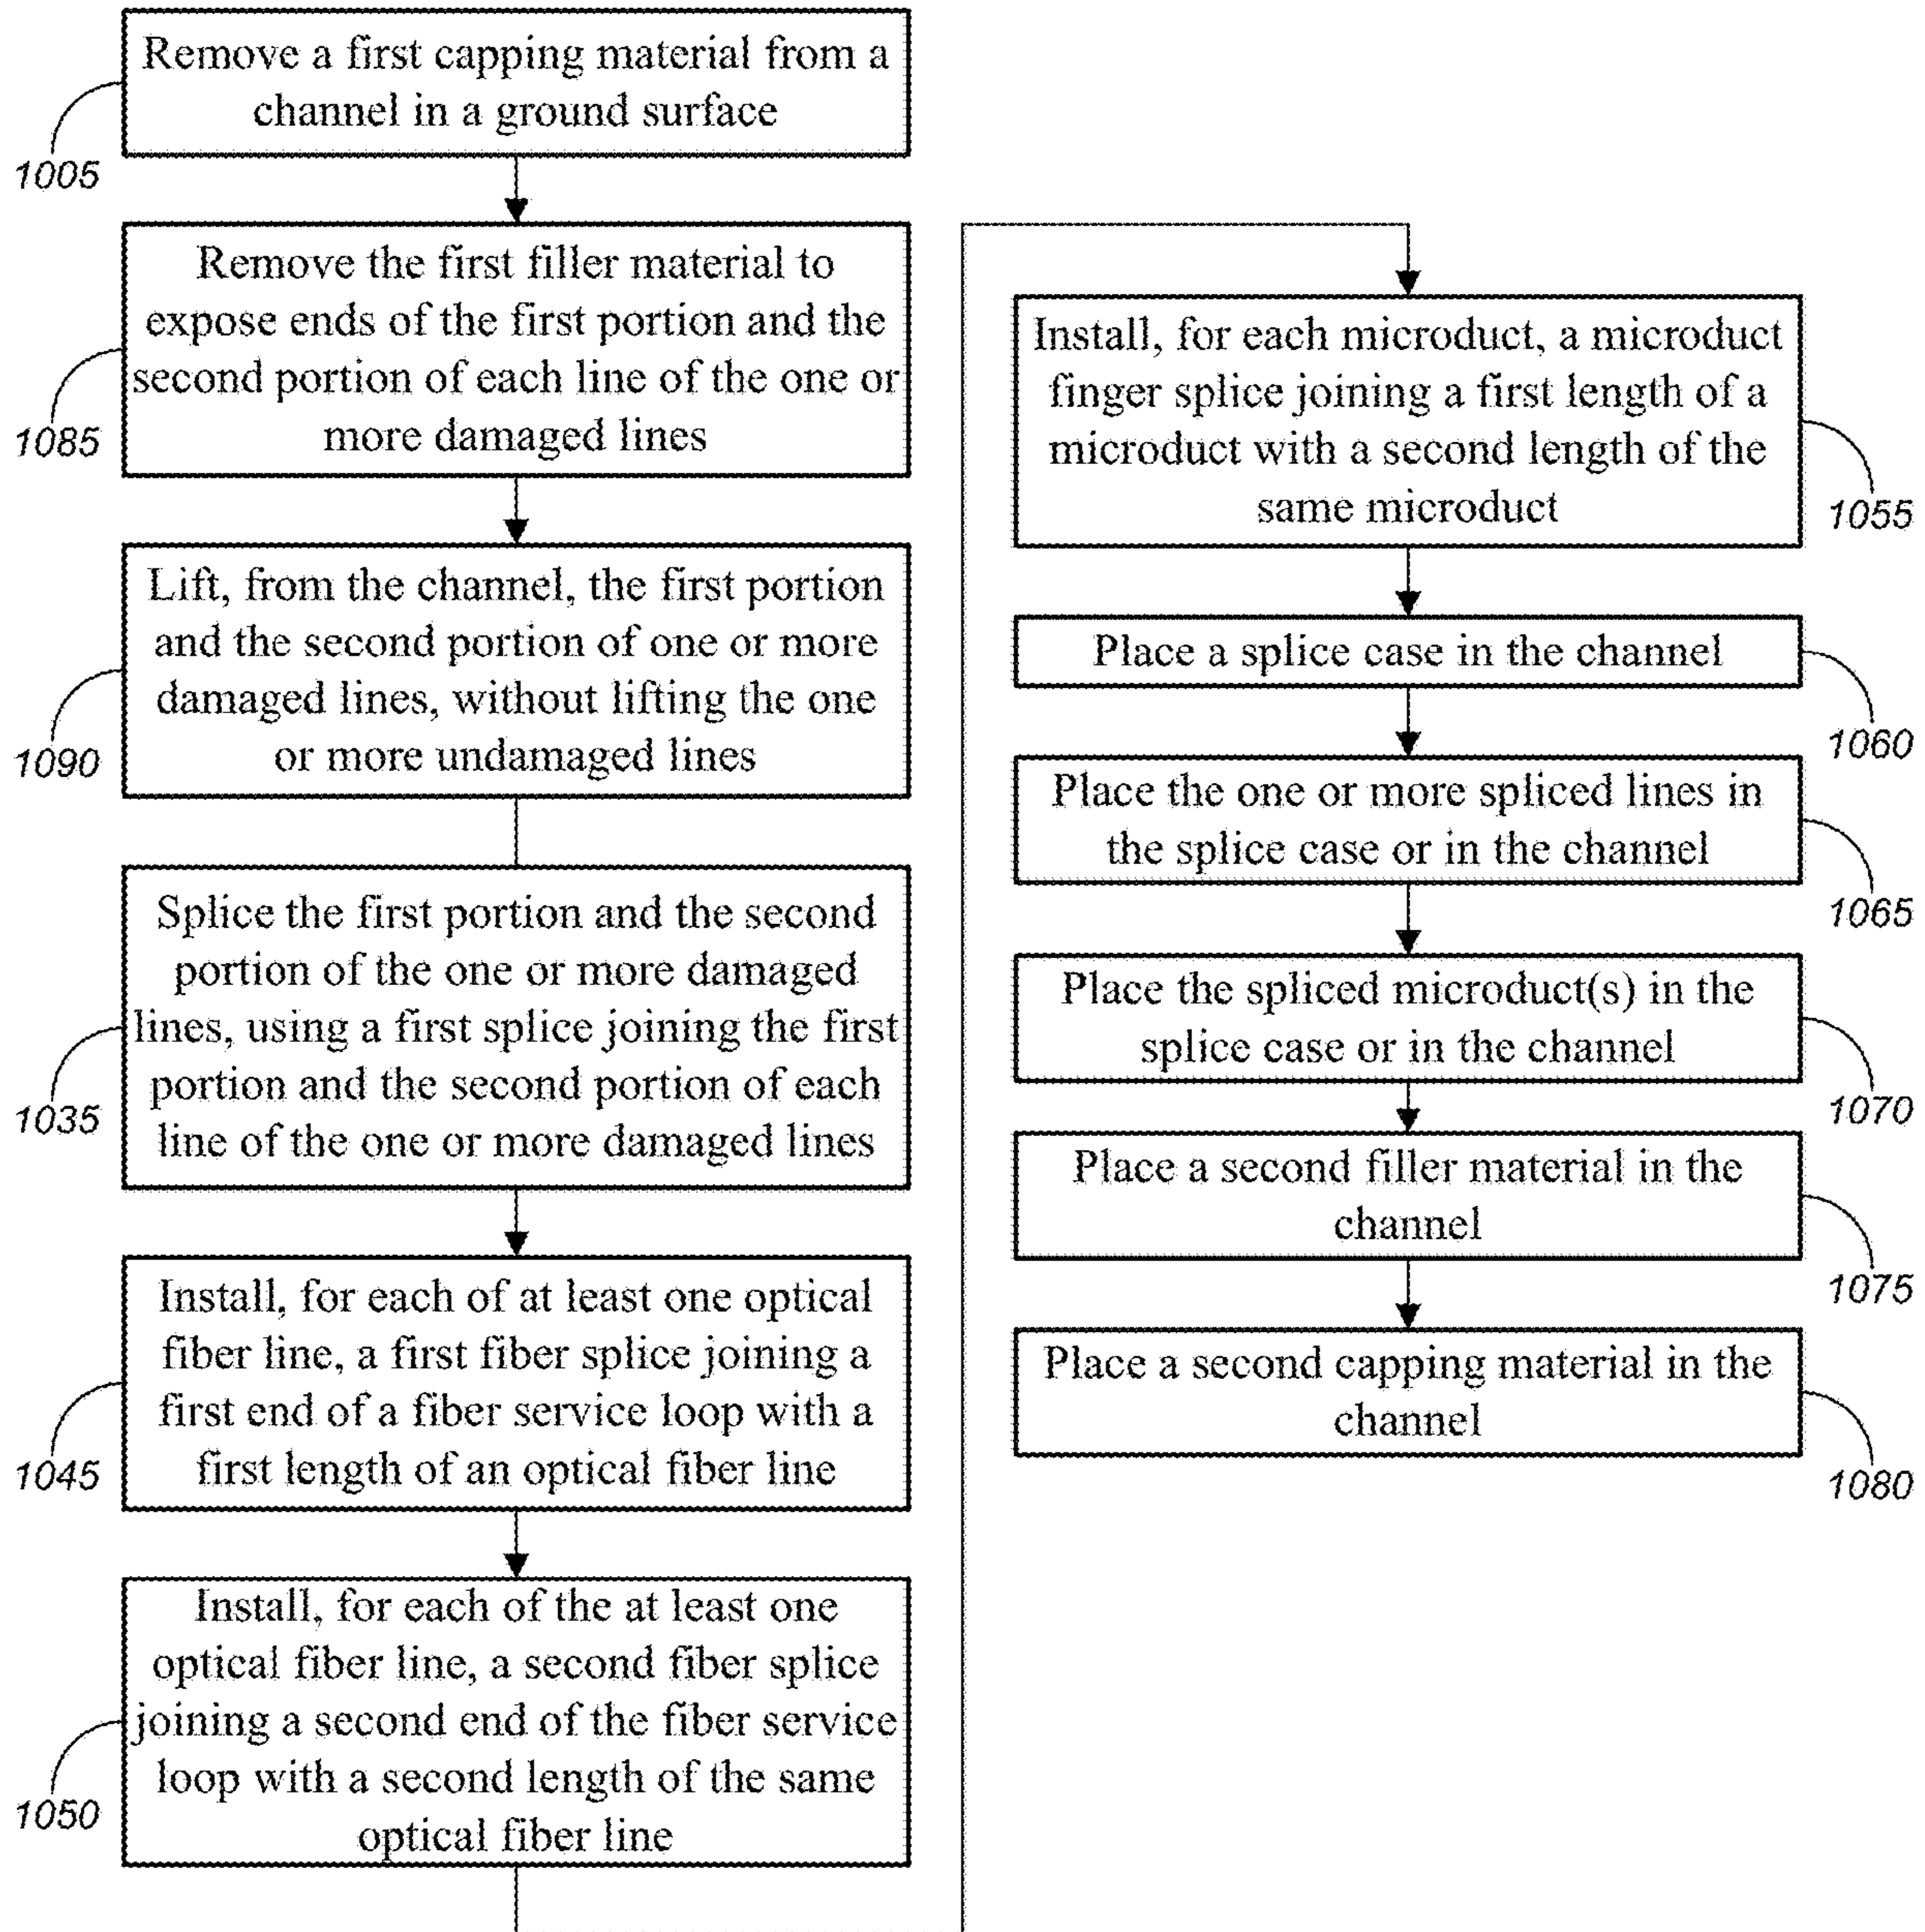 Remove a first capping material from a
channel in a ground surface
1005
Remove the first filler material to
expose ends of the first portion and the
second portion of each line of the one or
more damaged lines
1085
Lift, from the channel, the first portion
and the second portion of one or more
damaged lines, without lifting the one
or more undamaged lines
1090
Splice the first portion and the second
portion of the one or more damaged
lines, using a first splice joining the first
portion and the second portion of each
line of the one or more damaged lines
1035
Install, for each of at least one optical
fiber line, a first fiber splice joining a
first end of a fiber service loop with a
first length of an optical fiber line
1045
Install, for each of the at least one
optical fiber line, a second fiber splice
joining a second end of the fiber service
loop with a second length of the same
optical fiber line
1050
Install, for each microduct, a microduct
finger splice joining a first length of a
microduct with a second length of the
same microduct
1055
Place a splice case in the channel
1060
Place the one or more spliced lines in
the splice case or in the channel
1065
Place the spliced microduct(s) in the
splice case or in the channel
1070
Place a second filler material in the
channel
1075
Place a second capping material in the
channel
1080